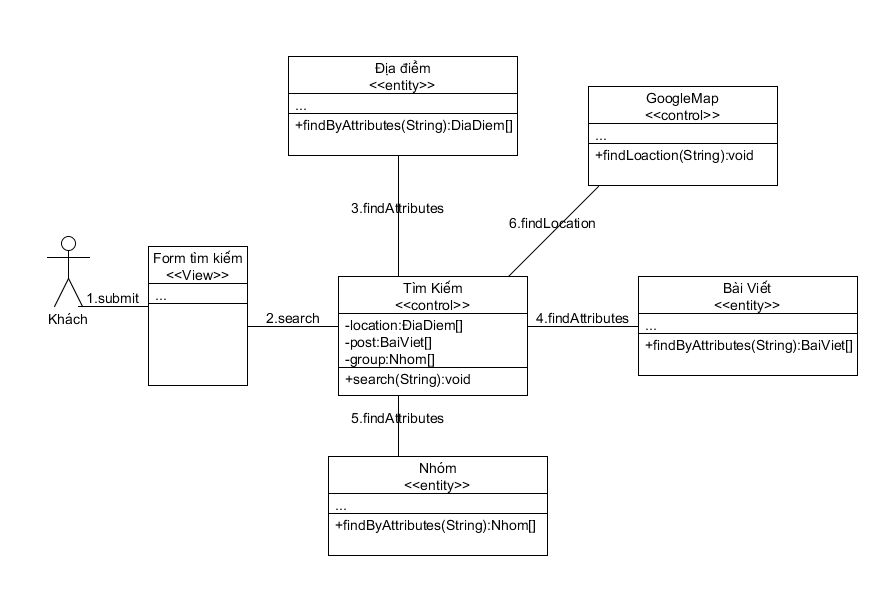 Địa điểm
<<entity>>
...
+findByAttributes(String):DiaDiem[]
GoogleMap
<<control>>
...
+findLoaction(String):void
3.findAttributes
6.findLocation
Khách
1.submit
Form tìm kiếm
<<View>>
...
2.search
Tìm Kiếm
<<control>>
-location:ĐiaDiem[]
-post:BaiViet[]
-group:Nhom[]
+search(String):void
4.findAttributes
Bài Viết
<<entity>>
...
+findByAttributes(String):BaiViet[]
5.findAttributes
Nhóm
<<entity>>
...
+findByAttributes(String):Nhom[]